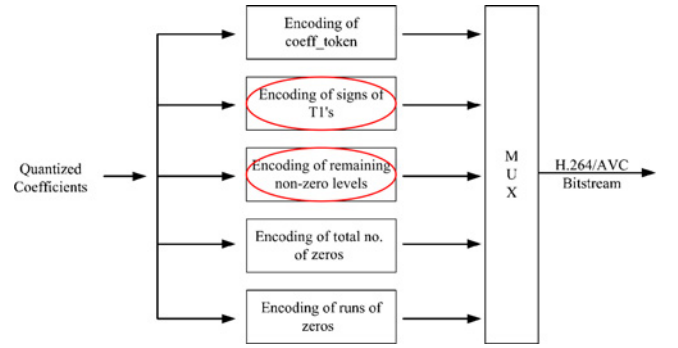 Encoding of
coeff_token
Encoding of signs of
T1's
Quantized
Coefficients
Encoding of remaining
non-zero levels
Encoding of total no.
of zeros
Encoding of runs of
zeros
M
U
X
H.264/AVC
Bitstream